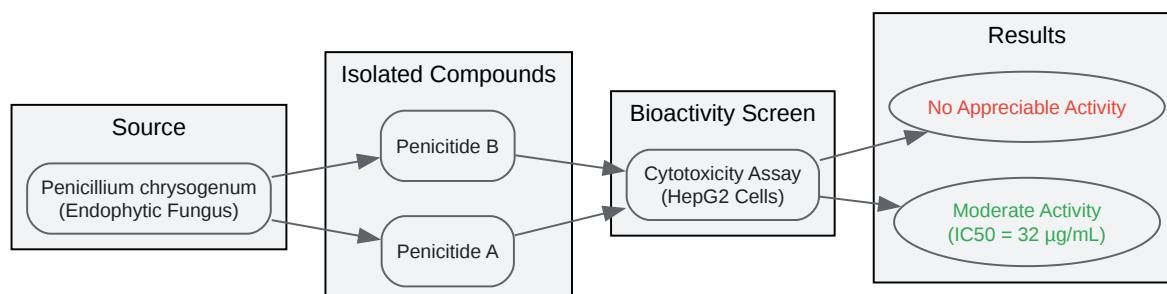 Source
Penicillium chrysogenum
(Endophytic Fungus)
Isolated Compounds
Penicitide B
Penicitide A
Bioactivity Screen
Cytotoxicity Assay
(HepG2 Cells)
Results
No Appreciable Activity
Moderate Activity
(IC50 = 32 µg/mL)